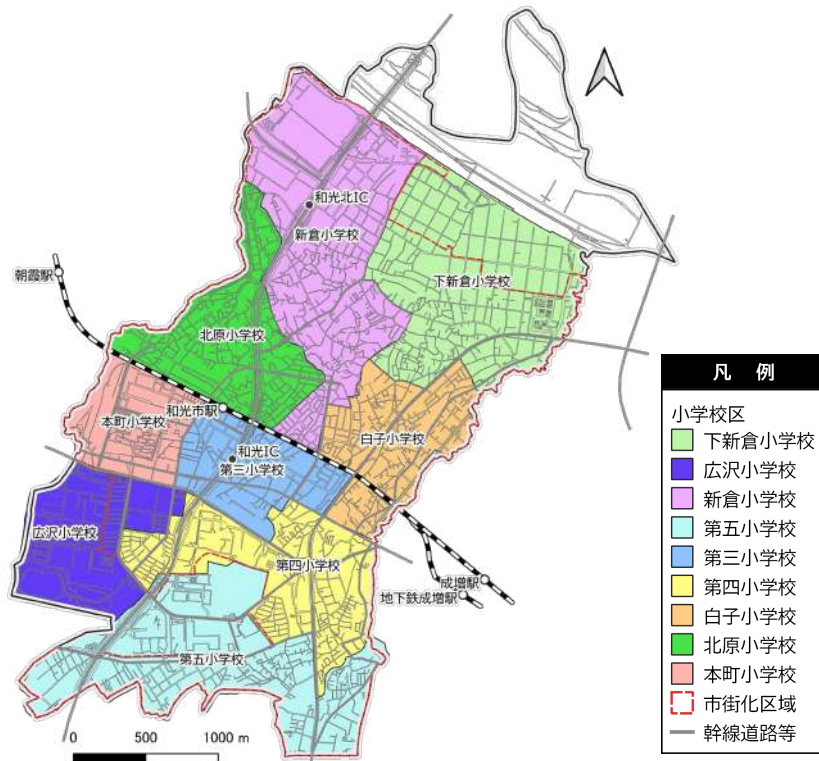 和光北IC
新倉小学校
朝霞駅
下新倉小学校
北原小学校
和光市駅
本町小学校
白子小学校
和光IC
第三小学校
広沢小学校
第四小学校
成増駅
地下鉄成増駅
第五小学校
0 500 1000 m
凡 例
小学校区
下新倉小学校
広沢小学校
新倉小学校
第五小学校
第三小学校
第四小学校
白子小学校
北原小学校
本町小学校
市街化区域
幹線道路等